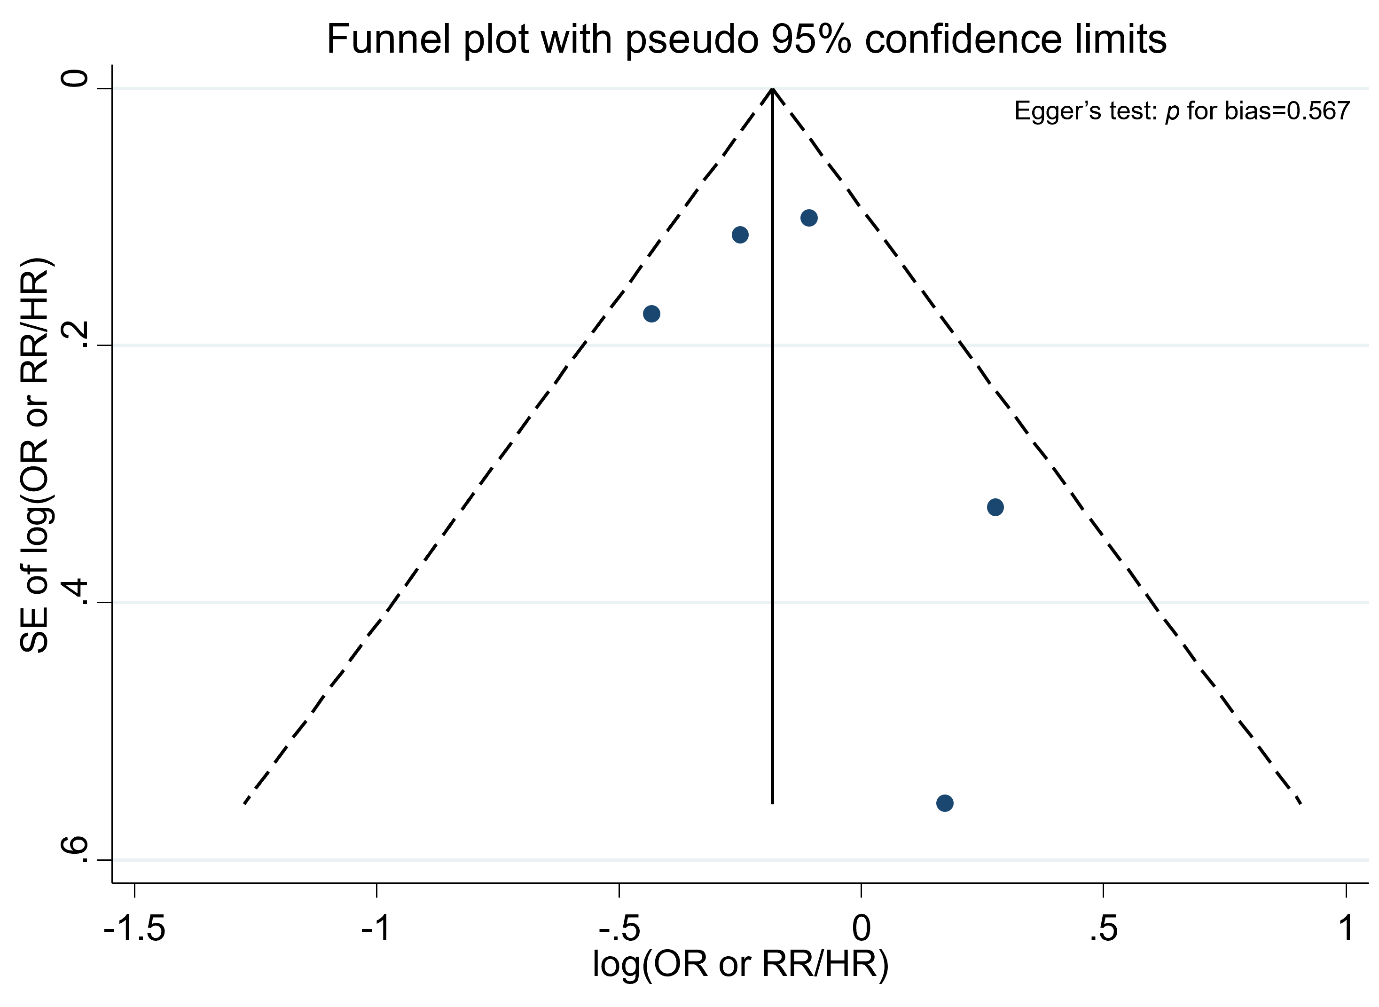 Funnel plot with pseudo 95% confidence limits
Egger's test: p for bias=0.567
SE of log(OR or RR/HR)
0
.2
.4
.6
-1.5 -1 -.5 0 .5 1
log(OR or RR/HR)